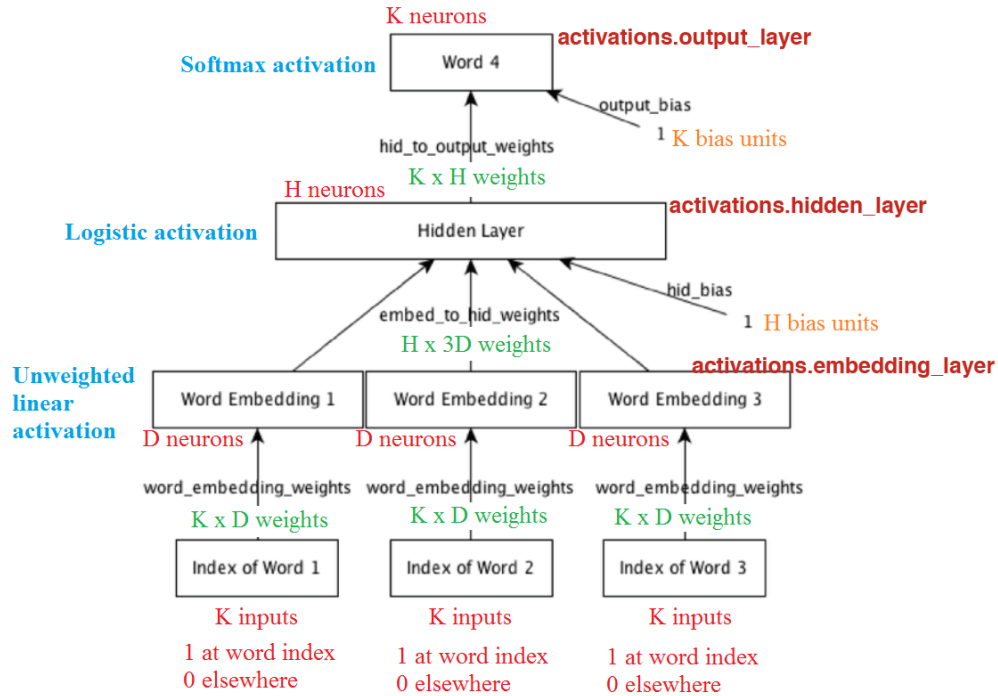 K neurons
activations.output_layer
Softmax activation
Word 4
output_bias
1 K bias units
hid_to_output_weights
K x H weights
H neurons
activations.hidden_layer
Logistic activation
Hidden Layer
hid_bias
1 H bias units
embed_to_hid_weights
H x 3D weights
activations.embedding_layer
Unweighted
linear
activation
Word Embedding 1
Word Embedding 2
Word Embedding 3
D neurons
D neurons
D neurons
word_embedding_weights
word_embedding_weights
word_embedding_weights
K x D weights
K x D weights
K x D weights
Index of Word 1
Index of Word 2
Index of Word 3
K inputs
K inputs
K inputs
1 at word index
0 elsewhere
1 at word index
0 elsewhere
1 at word index
0 elsewhere